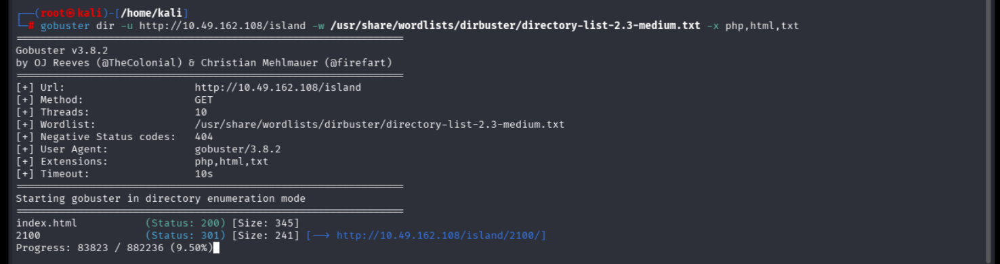 ┌──(root㉿kali)-[/home/kali]
└─# gobuster dir -u http://10.49.162.108/island -w /usr/share/wordlists/dirbuster/directory-list-2.3-medium.txt -x php,html,txt
===============================================================
Gobuster v3.8.2
by OJ Reeves (@TheColonial) & Christian Mehlmauer (@firefart)
===============================================================
[+] Url:                     http://10.49.162.108/island
[+] Method:                  GET
[+] Threads:                 10
[+] Wordlist:                /usr/share/wordlists/dirbuster/directory-list-2.3-medium.txt
[+] Negative Status codes:   404
[+] User Agent:              gobuster/3.8.2
[+] Extensions:              php,html,txt
[+] Timeout:                 10s
===============================================================
Starting gobuster in directory enumeration mode
===============================================================
index.html           (Status: 200) [Size: 345]
2100                 (Status: 301) [Size: 241] [--> http://10.49.162.108/island/2100/]
Progress: 83823 / 882236 (9.50%)